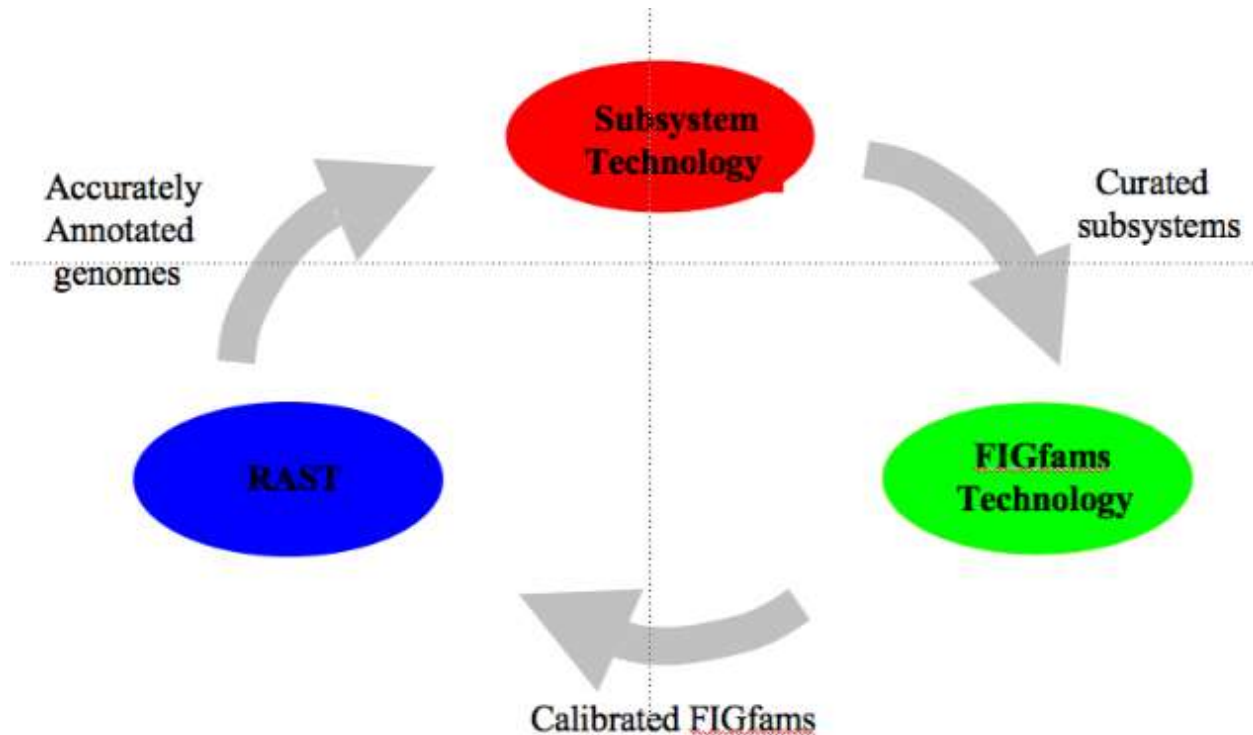 Subsystem
Technology
Accurately
Annotated
genomes
Curated
subsystems
RAST
FIGfams
Technology
Calibrated FIGfams